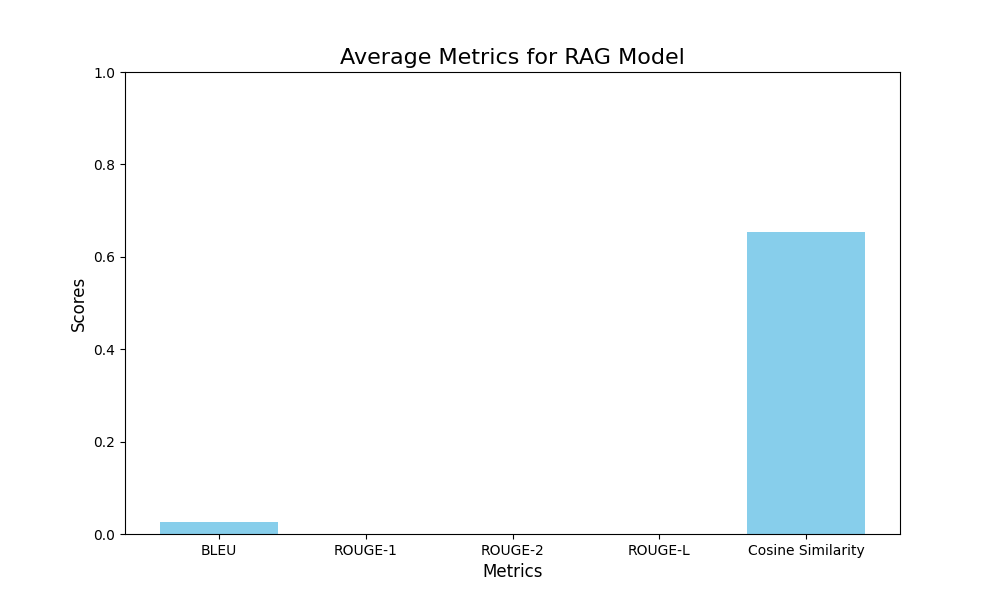 Average Metrics for RAG Model
1.0
0.8
0.6
0.4
0.2
0.0
Scores
BLEU
ROUGE-1
ROUGE-2
ROUGE-L
Cosine Similarity
Metrics